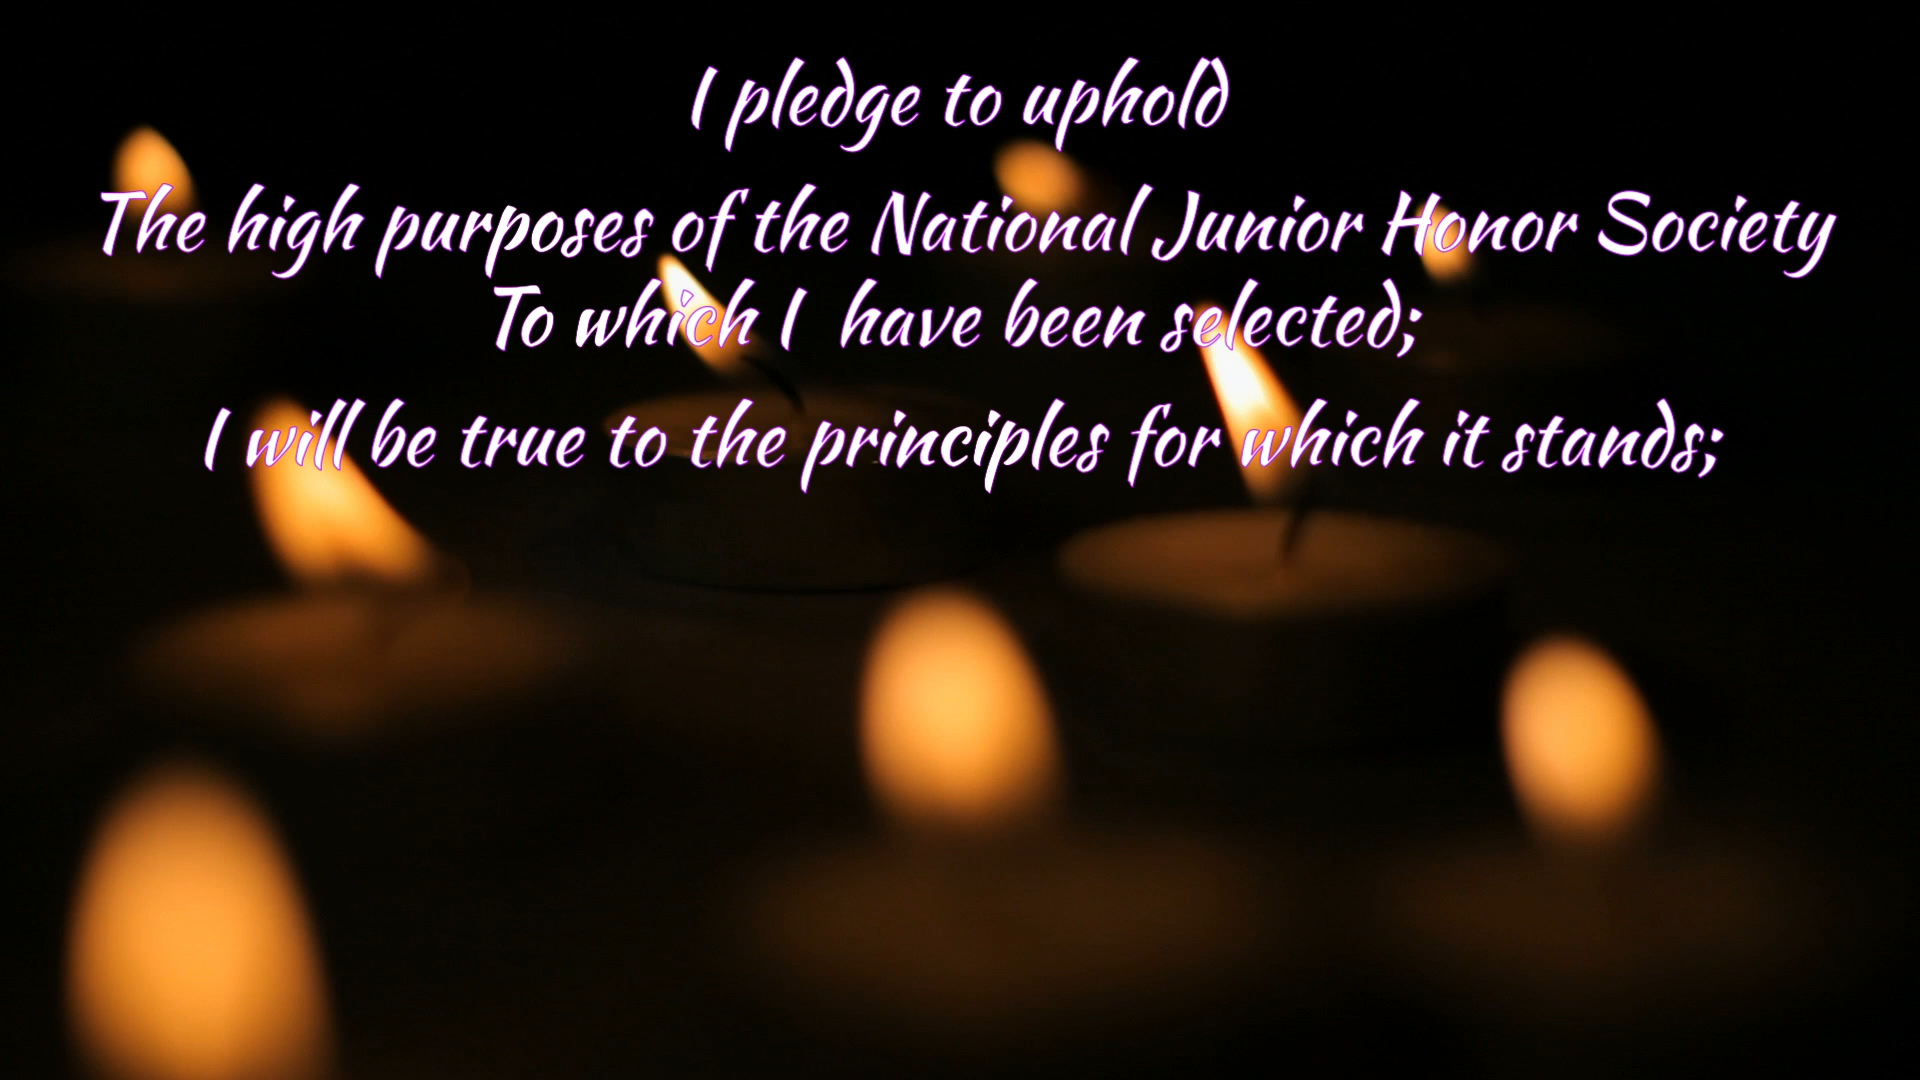 I pledge to uphold
The high purposes of the National Junior Honor Society
To which I  have been selected;
I will be true to the principles for which it stands;